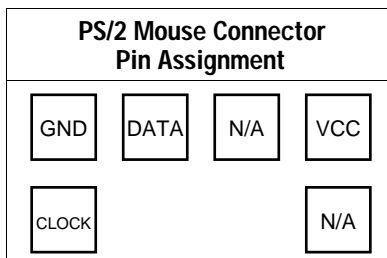 PS/2 Mouse Connector
Pin Assignment
GND DATA N/A VCC
CLOCK N/A